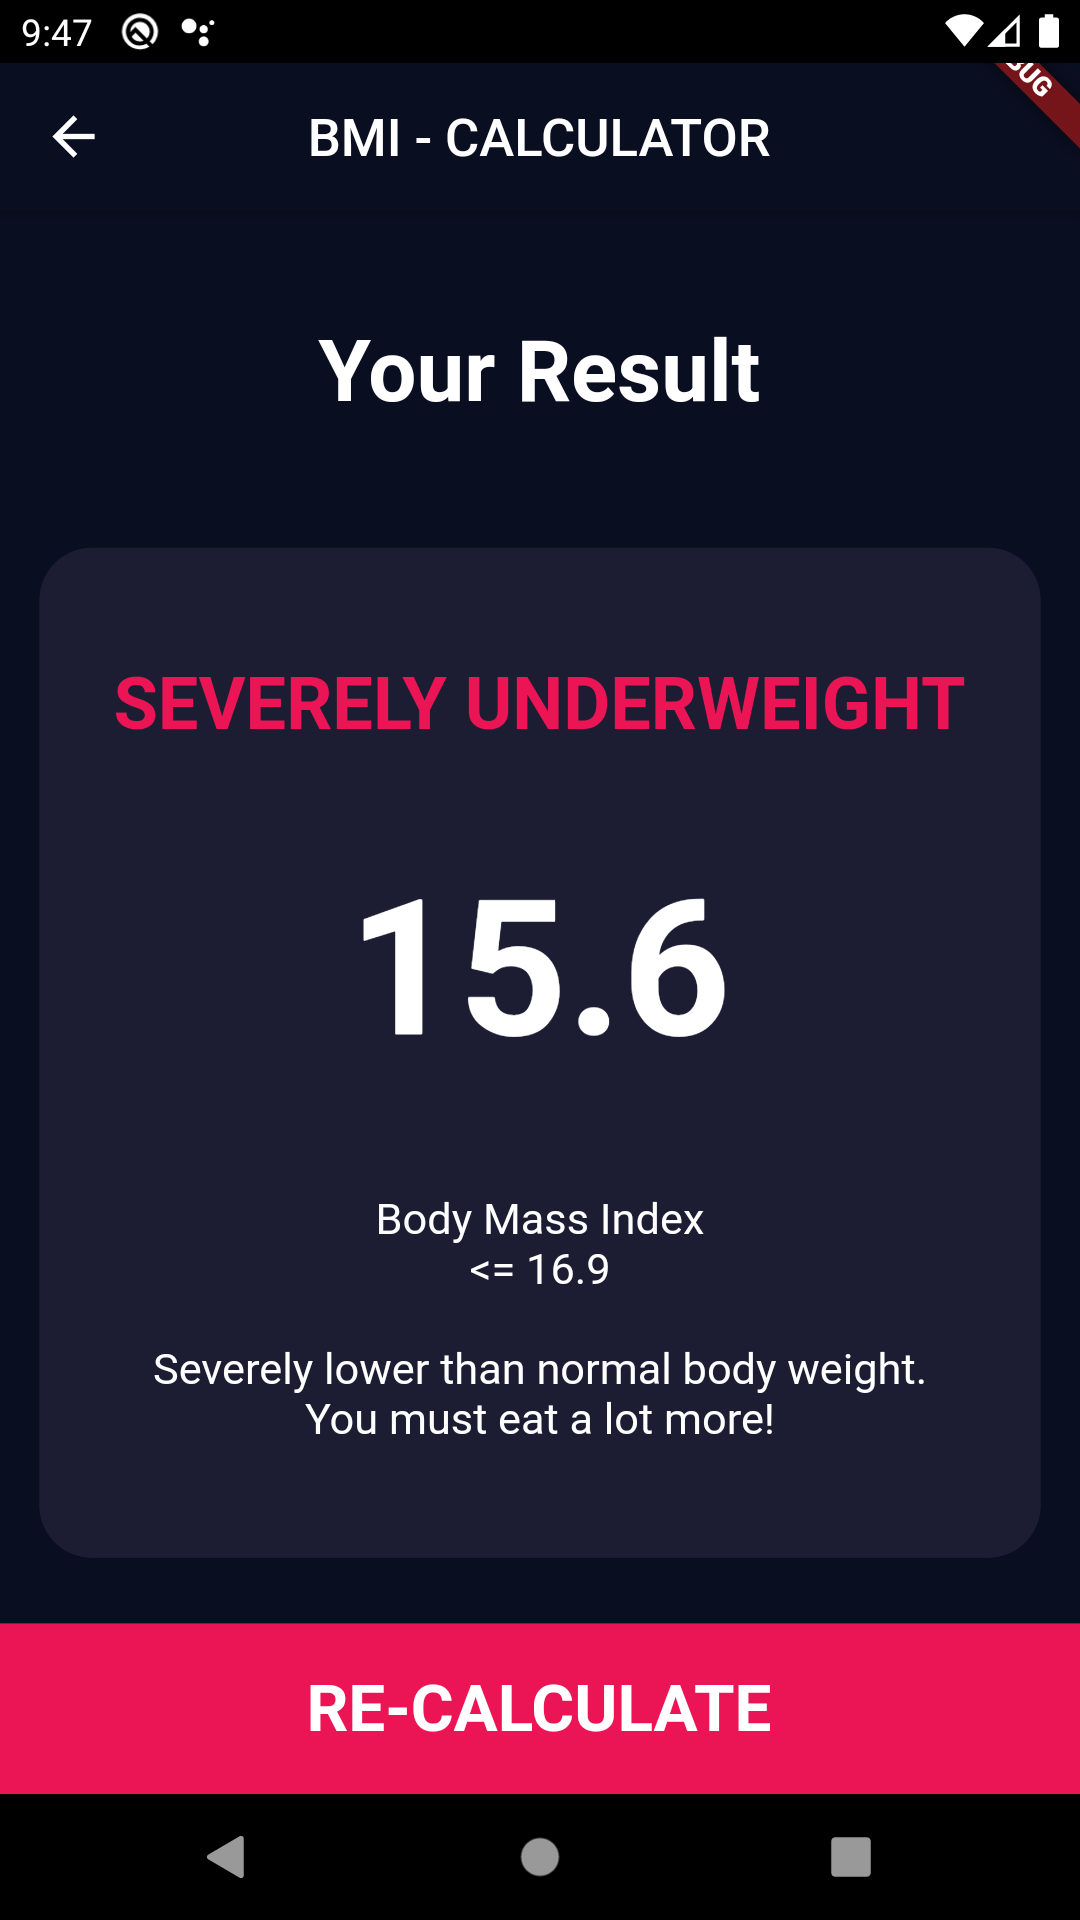 9:47
BUG
BMI - CALCULATOR
Your Result
SEVERELY UNDERWEIGHT
15.6
Body Mass Index
<= 16.9
Severely lower than normal body weight.
You must eat a lot more!
RE-CALCULATE